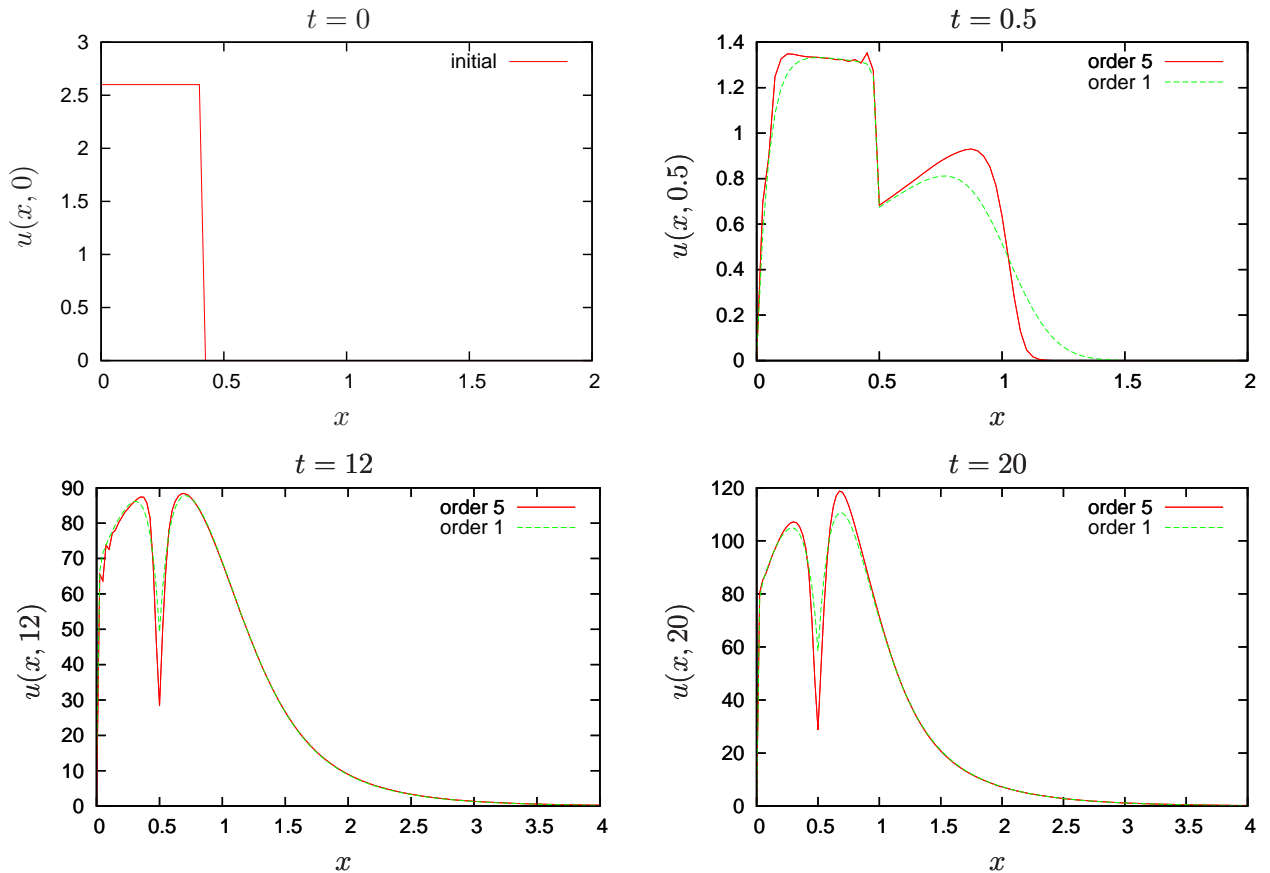 t = 0
initial
3
2.5
2
1.5
1
0.5
0
u(x, 0)
0 0.5 1 1.5 2
x
t = 0.5
order 5
order 1
1.4
1.2
1
0.8
0.6
0.4
0.2
0
u(x, 0.5)
0 0.5 1 1.5 2
x
t = 12
order 5
order 1
90
80
70
60
50
40
30
20
10
0
u(x, 12)
0 0.5 1 1.5 2 2.5 3 3.5 4
x
t = 20
order 5
order 1
120
100
80
60
40
20
0
u(x, 20)
0 0.5 1 1.5 2 2.5 3 3.5 4
x